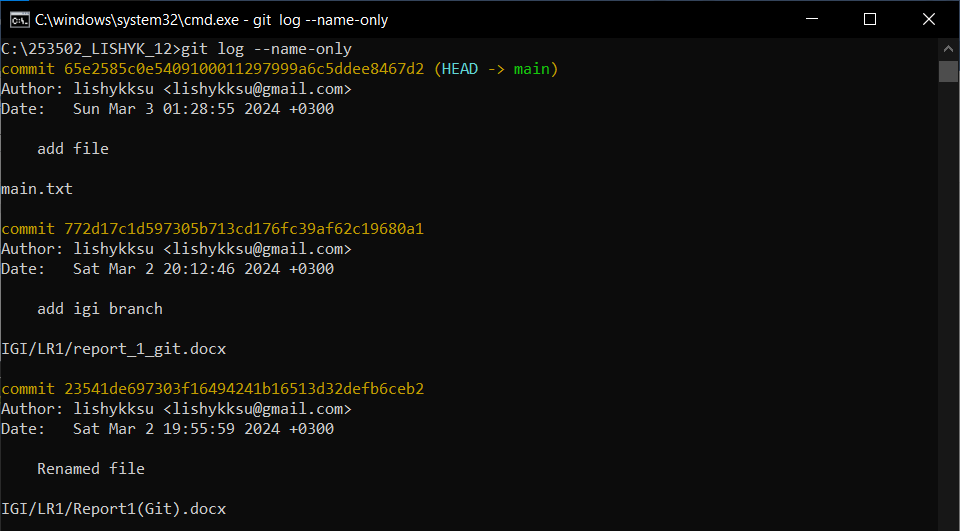 C:\windows\system32\cmd.exe - git  log --name-only
C:\253502_LISHYK_12>git log --name-only
commit 65e2585c0e5409100011297999a6c5ddee8467d2 (HEAD -> main)
Author: lishykksu <lishykksu@gmail.com>
Date:   Sun Mar 3 01:28:55 2024 +0300
    add file
main.txt
commit 772d17c1d597305b713cd176fc39af62c19680a1
Author: lishykksu <lishykksu@gmail.com>
Date:   Sat Mar 2 20:12:46 2024 +0300
    add igi branch
IGI/LR1/report_1_git.docx
commit 23541de697303f16494241b16513d32defb6ceb2
Author: lishykksu <lishykksu@gmail.com>
Date:   Sat Mar 2 19:55:59 2024 +0300
    Renamed file
IGI/LR1/Report1(Git).docx